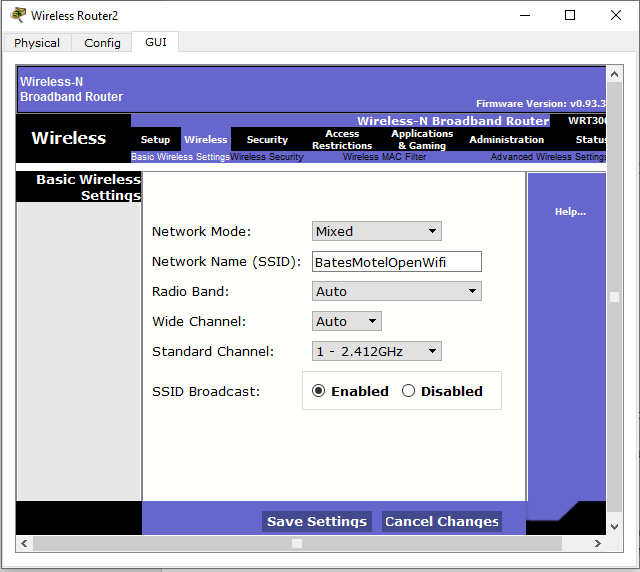 Wireless Router2
Physical Config GUI
Wireless-N
Broadband Router
Firmware Version: v0.93.3
Wireless-N Broadband Router WRT300
Wireless
Setup Wireless Security Access Restrictions Applications & Gaming Administration Status
Basic Wireless Settings Wireless Security Wireless MAC Filter Advanced Wireless Settings
Basic Wireless
Settings
Help...
Network Mode: Mixed
Network Name (SSID): BatesMotelOpenWifi
Radio Band: Auto
Wide Channel: Auto
Standard Channel: 1 - 2.412GHz
SSID Broadcast: Enabled Disabled
Save Settings Cancel Changes